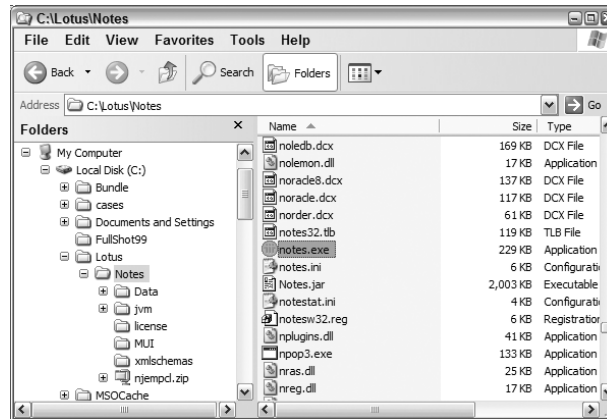 C:\Lotus\Notes
File Edit View Favorites Tools Help
Back Search Folders
Address C:\Lotus\Notes Go
Folders
My Computer
Local Disk (C:)
Bundle
cases
Documents and Settings
FullShot99
Lotus
Notes
Data
jvm
license
MUI
xmlschemas
njempcl.zip
MSOCache
Name Size Type
noledb.dcx 169 KB DCX File
nolemon.dll 17 KB Application
noracle8.dcx 137 KB DCX File
noracle.dcx 117 KB DCX File
norder.dcx 61 KB DCX File
notes32.tlb 119 KB TLB File
notes.exe 229 KB Application
notes.ini 6 KB Configurati
Notes.jar 2,003 KB Executable
notestat.ini 4 KB Configurati
notesw32.reg 6 KB Registration
nplugins.dll 41 KB Application
npop3.exe 133 KB Application
nras.dll 25 KB Application
nreg.dll 17 KB Application